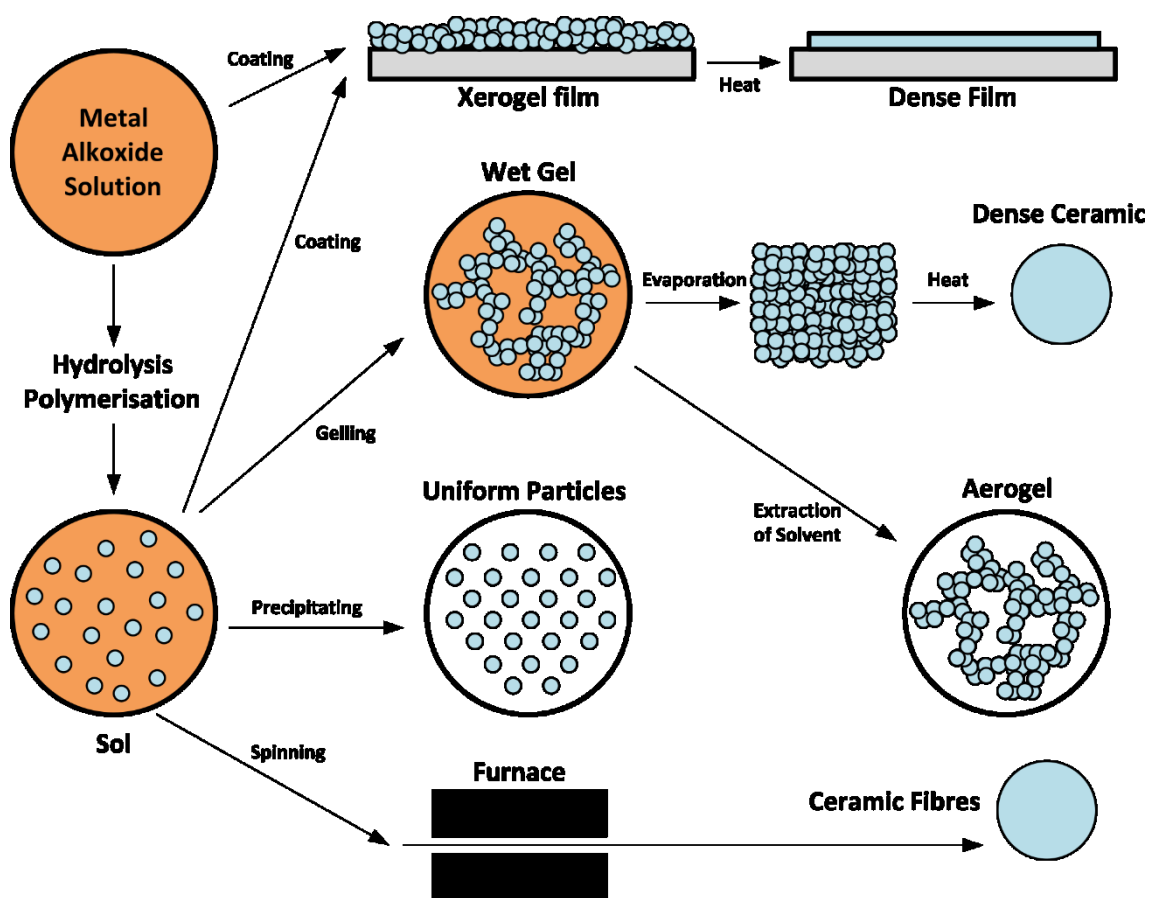 Coating
Metal
Alkoxide
Solution
Xerogel film
Heat
Dense Film
Wet Gel
Dense Ceramic
Coating
Evaporation
Heat
Hydrolysis
Polymerisation
Gelling
Uniform Particles
Aerogel
Extraction
of Solvent
Precipitating
Sol
Spinning
Furnace
Ceramic Fibres